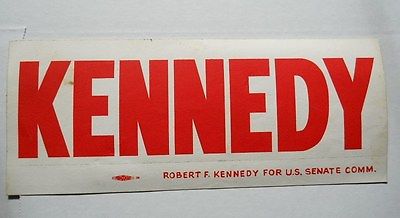 KENNEDY
ROBERT F. KENNEDY FOR U.S. SENATE COMM.